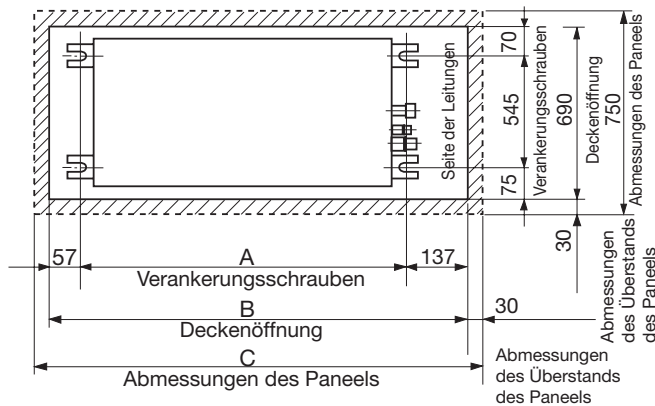 70
545
75
Seite der Leitungen
Verankerungsschrauben
690
Deckenöffnung
750
Abmessungen des Paneels
30
Abmessungen
des Überstands
des Paneels
57
A
137
Verankerungsschrauben
B
30
Deckenöffnung
C
Abmessungen des Paneels
Abmessungen
des Überstands
des Paneels